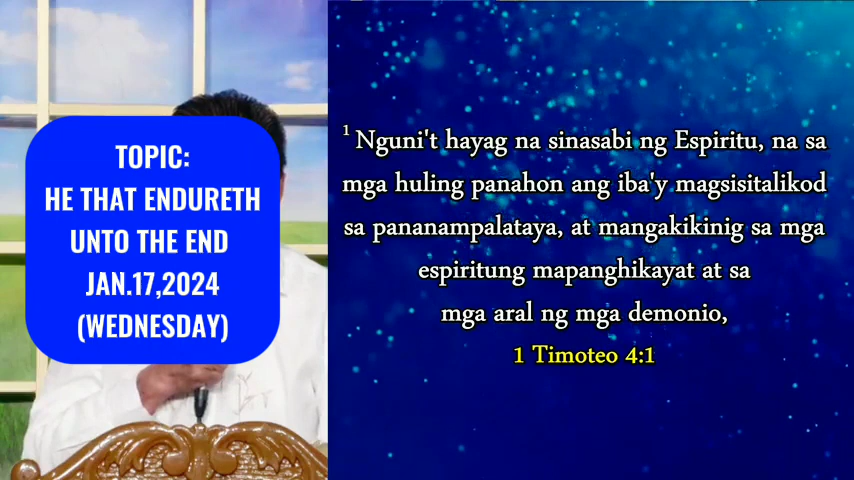 TOPIC:
HE THAT ENDURETH
UNTO THE END
JAN.17,2024
(WEDNESDAY)
1 Nguni't hayag na sinasabi ng Espiritu, na sa
mga huling panahon ang iba'y magsisitalikod
sa pananampalataya, at mangakikinig sa mga
espiritung mapanghikayat at sa
mga aral ng mga demonio,
1 Timoteo 4:1